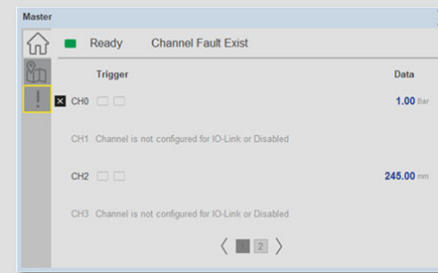 Master
Ready Channel Fault Exist
Trigger Data
CH0 1.00 Bar
CH1 Channel is not configured for IO-Link or Disabled
CH2 245.00 mm
CH3 Channel is not configured for IO-Link or Disabled
1 2